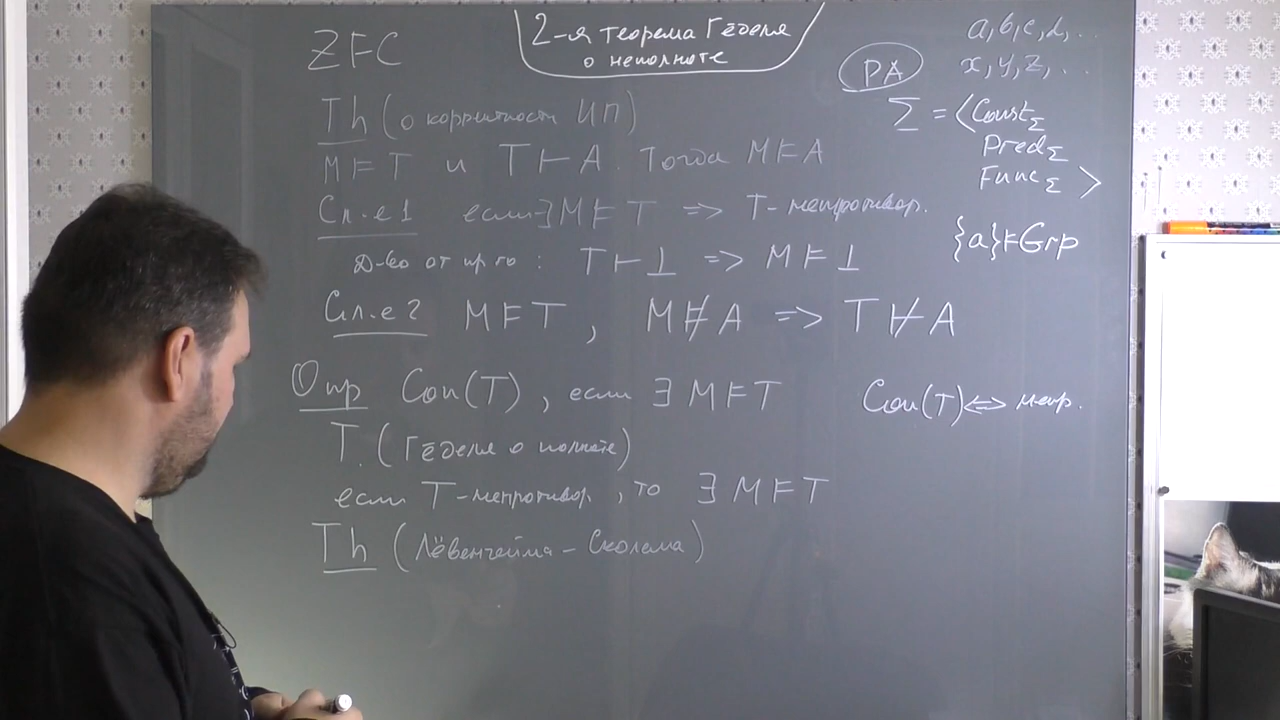 ZFC
2-я теорема Гёделя
о неполноте
PA
a, b, c, d, ...
x, y, z, ...
Σ = ⟨Const_Σ
Pred_Σ
Func_Σ ⟩
{a} ⊨ Grp
Th (о корректности ИП)
M ⊨ T и T ⊢ A. Тогда M ⊨ A
Сл.е 1 если ∃ M ⊨ T => T - непротивор.
Д-во от пр-го : T ⊢ ⊥ => M ⊨ ⊥
Сл.е 2 M ⊨ T , M ⊭ A => T ⊬ A
Опр Con(T), если ∃ M ⊨ T
Con(T) <=> непр.
T. (Гёделя о полноте)
если T - непротивор, то ∃ M ⊨ T
Th (Лёвенгейма - Сколема)